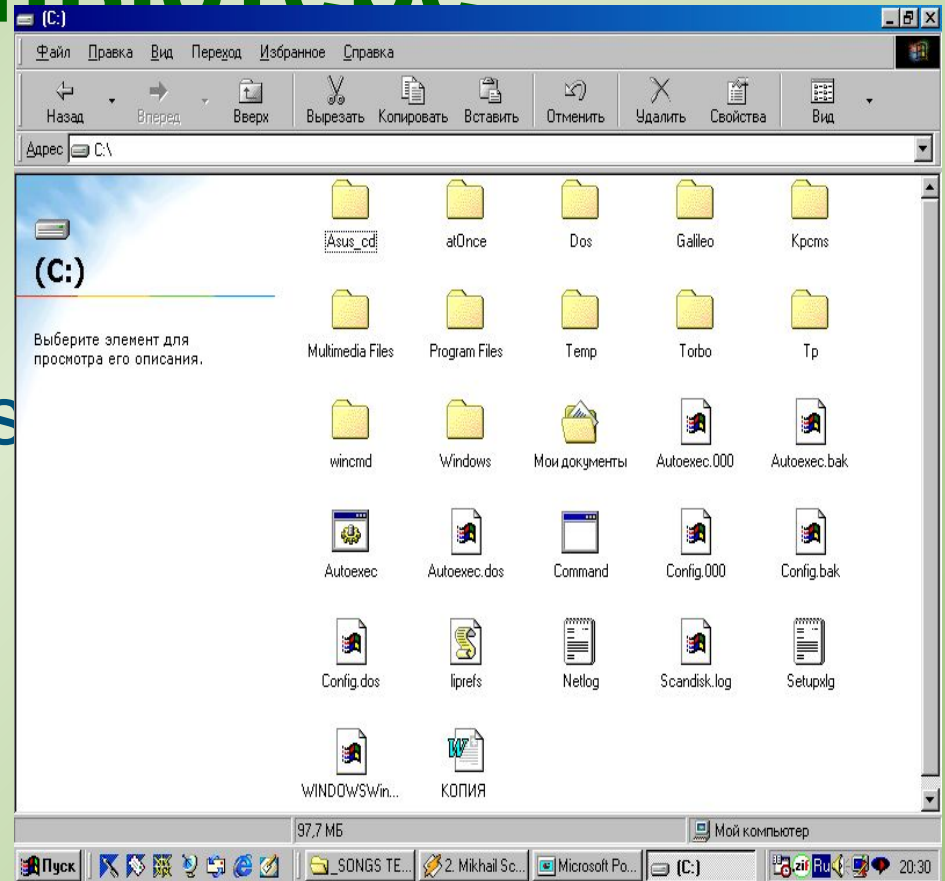 (C:)
Файл Правка Вид Переход Избранное Справка
Назад Вперед Вверх Вырезать Копировать Вставить Отменить Удалить Свойства Вид
Адрес C:\
(C:)
Выберите элемент для
просмотра его описания.
Asus_cd atOnce Dos Galileo Kpcms
Multimedia Files Program Files Temp Torbo Tp
wincmd Windows Мои документы Autoexec.000 Autoexec.bak
Autoexec Autoexec.dos Command Config.000 Config.bak
Config.dos liprefs Netlog Scandisk.log Setupxlg
WINDOWSWin... КОПИЯ
97,7 МБ Мой компьютер
Пуск _SONGS TE... 2. Mikhail Sc... Microsoft Po... (C:) zif Ru 20:30